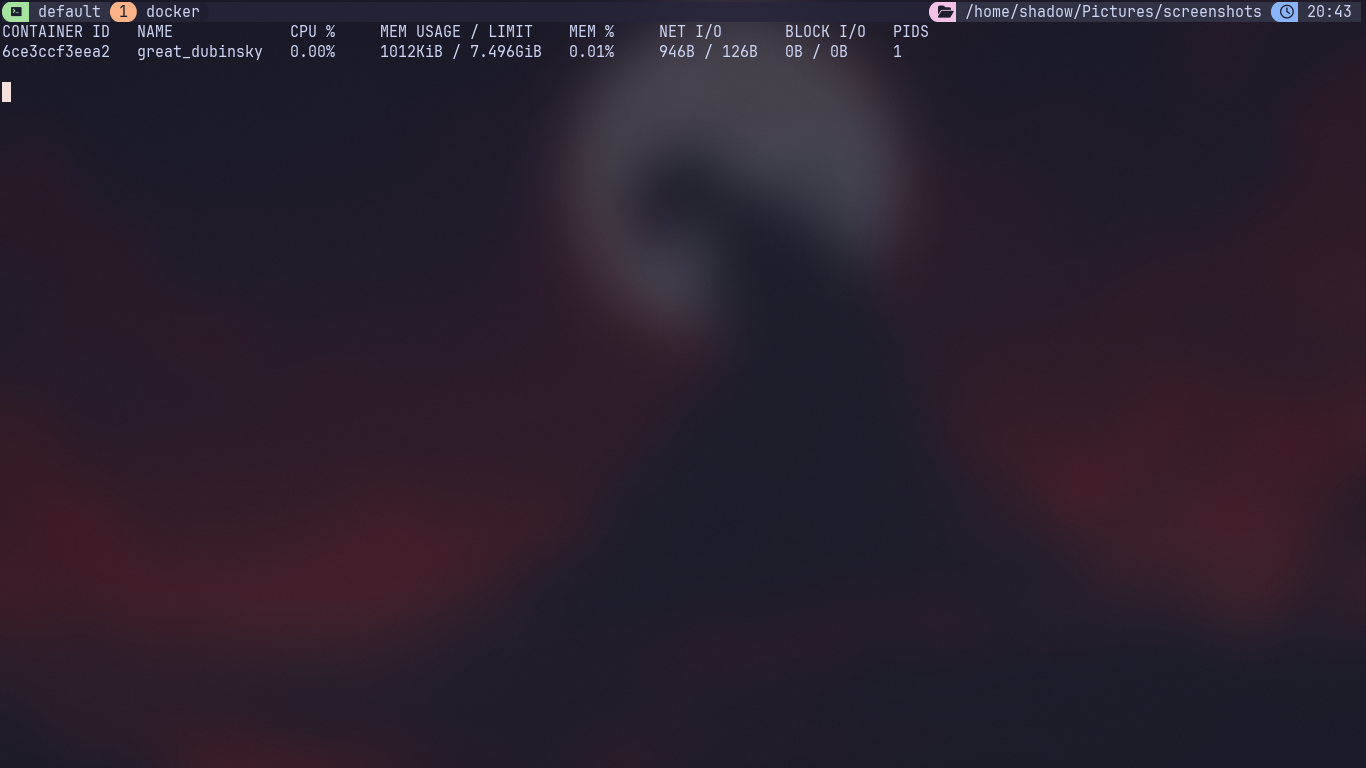 default 1 docker /home/shadow/Pictures/screenshots 20:43
CONTAINER ID NAME CPU % MEM USAGE / LIMIT MEM % NET I/O BLOCK I/O PIDS
6ce3ccf3eea2 great_dubinsky 0.00% 1012KiB / 7.496GiB 0.01% 946B / 126B 0B / 0B 1